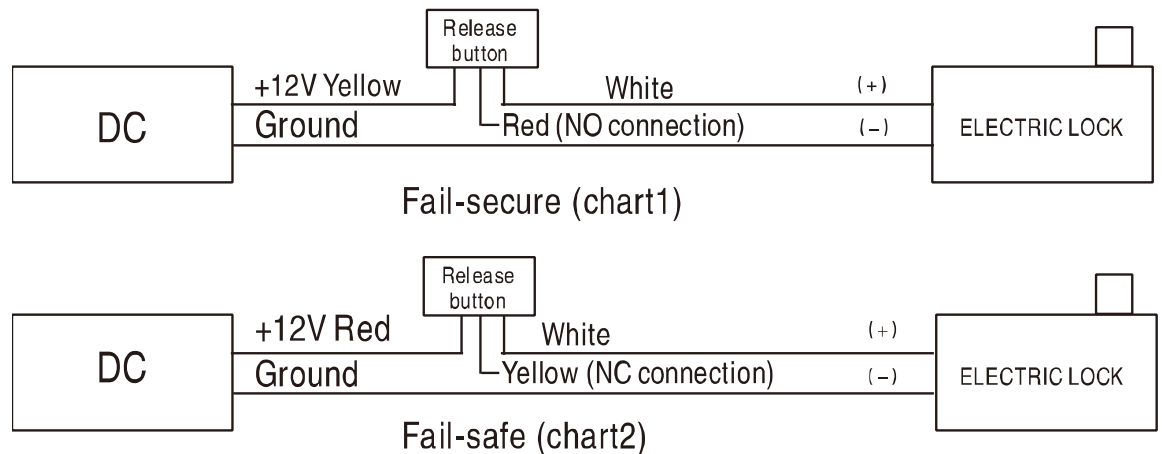 Release
button
+12V Yellow
White
(+)
DC
Ground
Red (NO connection)
(-)
ELECTRIC LOCK
Fail-secure (chart1)
Release
button
+12V Red
White
(+)
DC
Ground
Yellow (NC connection)
(-)
ELECTRIC LOCK
Fail-safe (chart2)